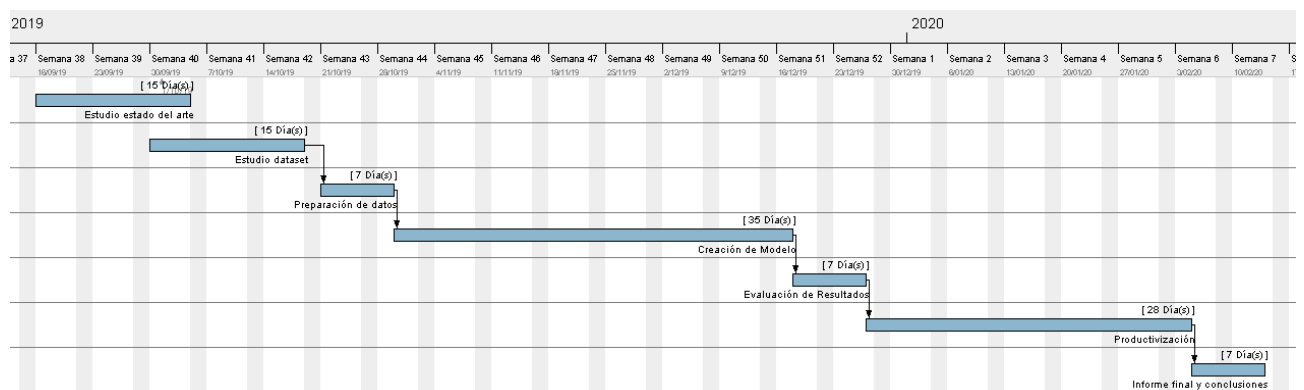 2019
2020
a 37 Semana 38 Semana 39 Semana 40 Semana 41 Semana 42 Semana 43 Semana 44 Semana 45 Semana 46 Semana 47 Semana 48 Semana 49 Semana 50 Semana 51 Semana 52 Semana 1 Semana 2 Semana 3 Semana 4 Semana 5 Semana 6 Semana 7 S
16/09/19 23/09/19 30/09/19 7/10/19 14/10/19 21/10/19 28/10/19 4/11/19 11/11/19 18/11/19 25/11/19 2/12/19 9/12/19 16/12/19 23/12/19 30/12/19 6/01/20 13/01/20 20/01/20 27/01/20 3/02/20 10/02/20 1
[ 15 Día(s) ]
Estudio estado del arte
[ 15 Día(s) ]
Estudio dataset
[ 7 Día(s) ]
Preparación de datos
[ 35 Día(s) ]
Creación de Modelo
[ 7 Día(s) ]
Evaluación de Resultados
[ 28 Día(s) ]
Productivización
[ 7 Día(s) ]
Informe final y conclusiones